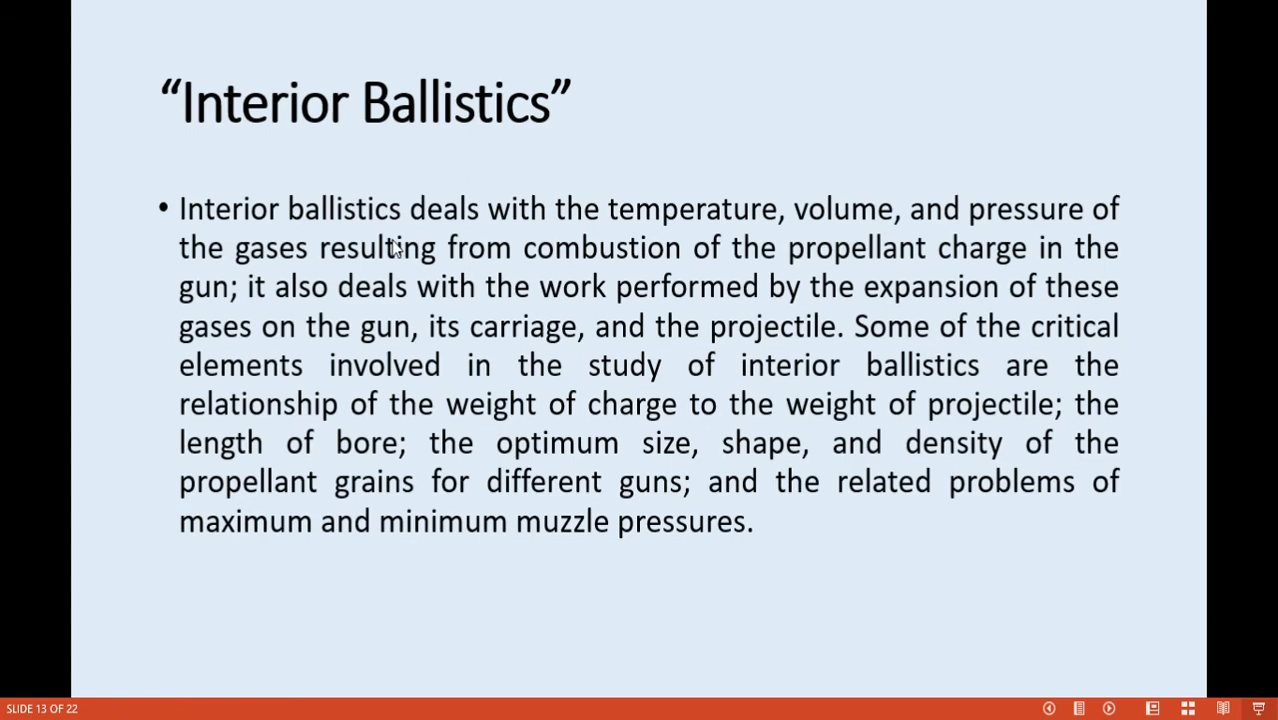 “Interior Ballistics”
• Interior ballistics deals with the temperature, volume, and pressure of
the gases resulting from combustion of the propellant charge in the
gun; it also deals with the work performed by the expansion of these
gases on the gun, its carriage, and the projectile. Some of the critical
elements involved in the study of interior ballistics are the
relationship of the weight of charge to the weight of projectile; the
length of bore; the optimum size, shape, and density of the
propellant grains for different guns; and the related problems of
maximum and minimum muzzle pressures.
SLIDE 13 OF 22